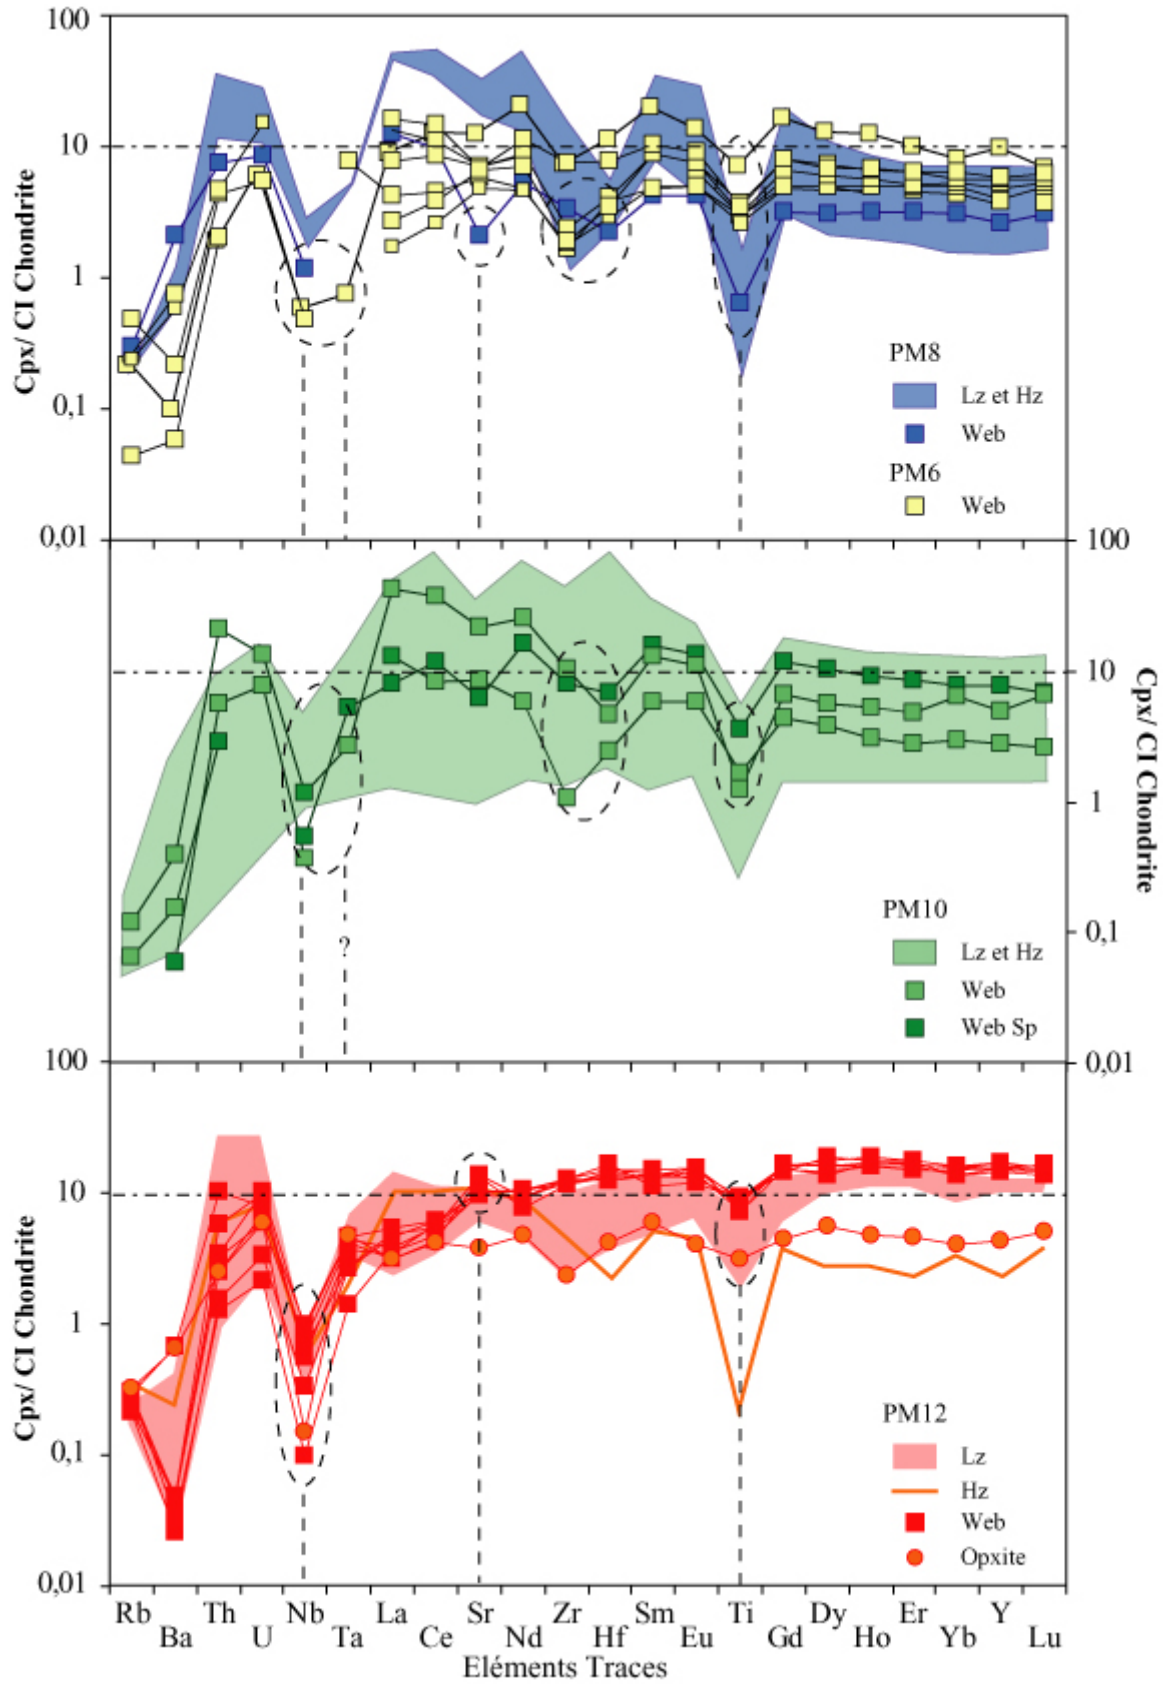 100
10
1
0,1
0,01
Cpx/ CI Chondrite
PM8
Lz et Hz
Web
PM6
Web
100
10
1
0,1
0,01
Cpx/ CI Chondrite
?
PM10
Lz et Hz
Web
Web Sp
100
10
1
0,1
0,01
Cpx/ CI Chondrite
PM12
Lz
Hz
Web
Opxite
Rb Th Nb La Sr Zr Sm Ti Dy Er Y
Ba U Ta Ce Nd Hf Eu Gd Ho Yb Lu
Eléments Traces